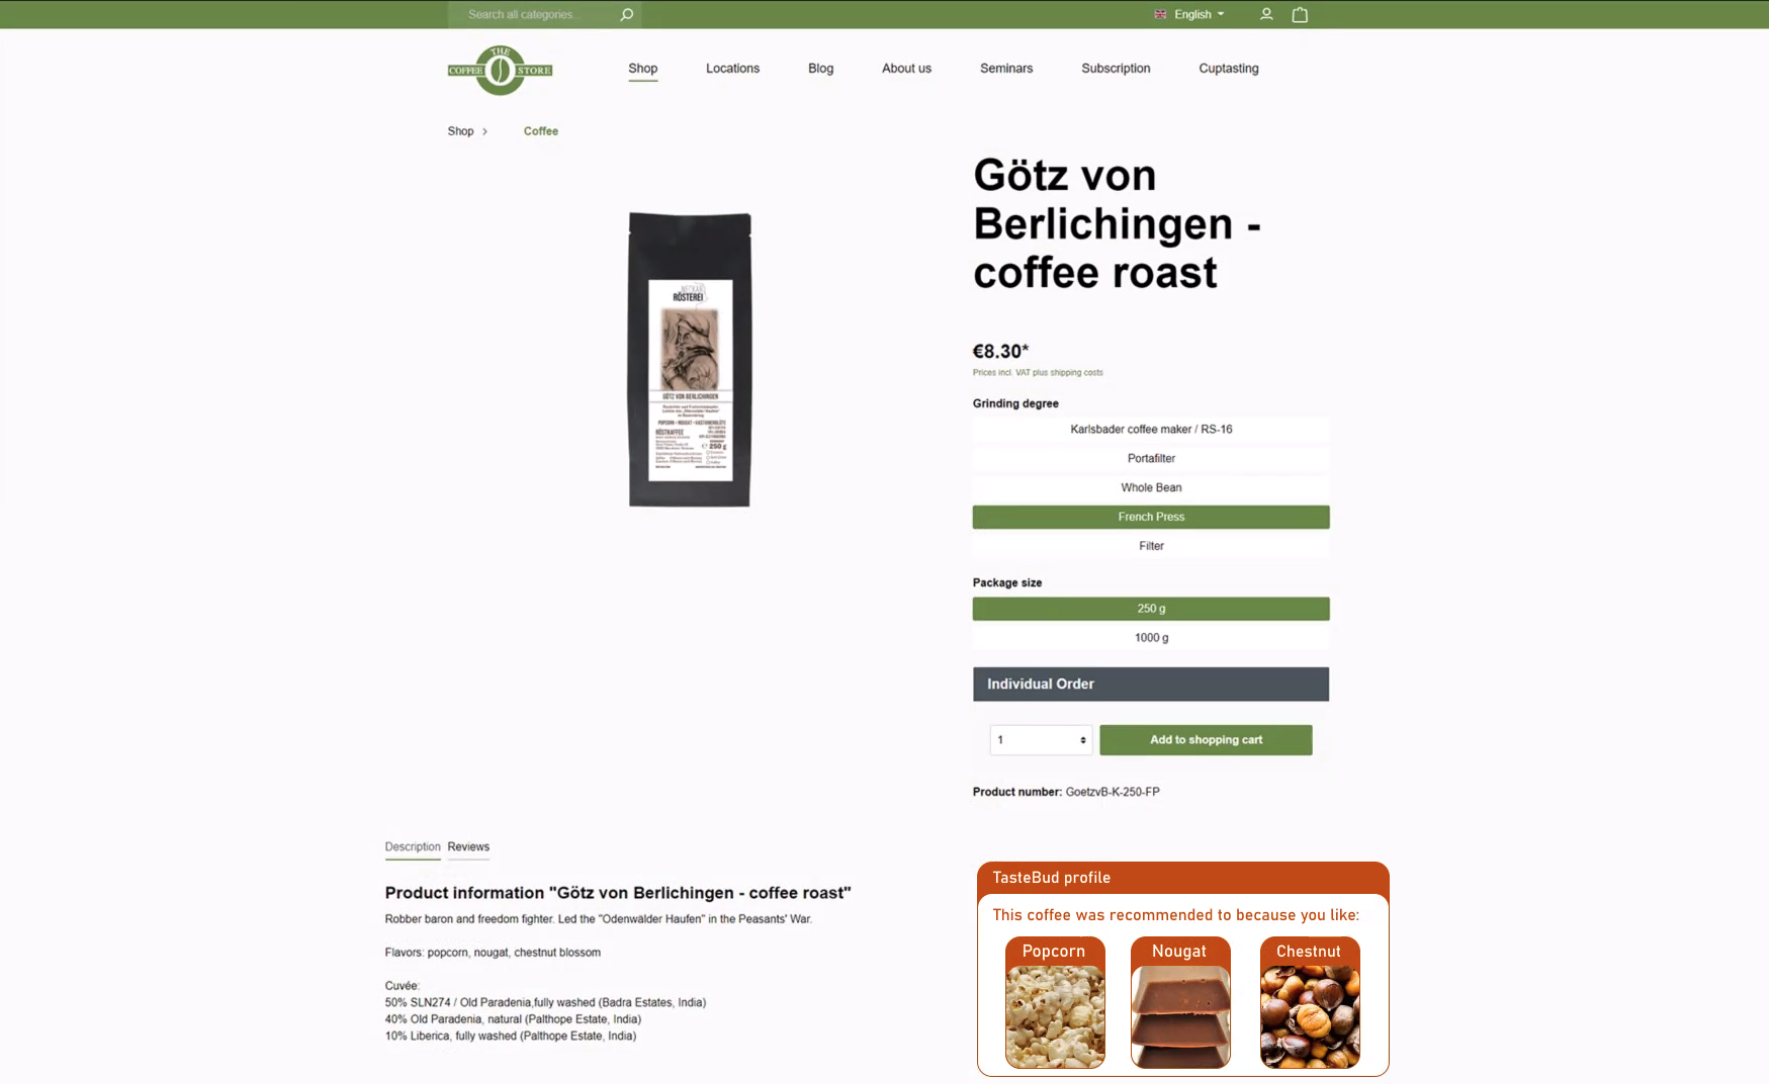 Search all categories...
English
THE
COFFEE STORE
Shop
Locations
Blog
About us
Seminars
Subscription
Cuptasting
Shop
Coffee
Götz von
Berlichingen -
coffee roast
RÖSTEREI
GÖTZ VON BERLICHINGEN
RÖSTKAFFEE
250 g
€8.30*
Prices incl. VAT plus shipping costs
Grinding degree
Karlsbader coffee maker / RS-16
Portafilter
Whole Bean
French Press
Filter
Package size
250 g
1000 g
Individual Order
1
Add to shopping cart
Product number: GoetzvB-K-250-FP
Description
Reviews
Product information "Götz von Berlichingen - coffee roast"
Robber baron and freedom fighter. Led the "Odenwälder Haufen" in the Peasants' War.
Flavors: popcorn, nougat, chestnut blossom
Cuvée:
50% SLN274 / Old Paradenia,fully washed (Badra Estates, India)
40% Old Paradenia, natural (Palthope Estate, India)
10% Liberica, fully washed (Palthope Estate, India)
TasteBud profile
This coffee was recommended to because you like:
Popcorn
Nougat
Chestnut